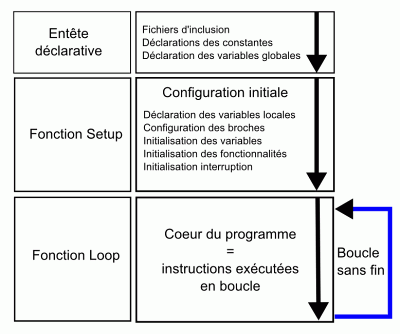 Entête
déclarative
Fichiers d'inclusion
Déclarations des constantes
Déclaration des variables globales
Fonction Setup
Configuration initiale
Déclaration des variables locales
Configuration des broches
Initialisation des variables
Initialisation des fonctionnalités
Initialisation interruption
Fonction Loop
Coeur du programme
=
instructions exécutées
en boucle
Boucle
sans fin